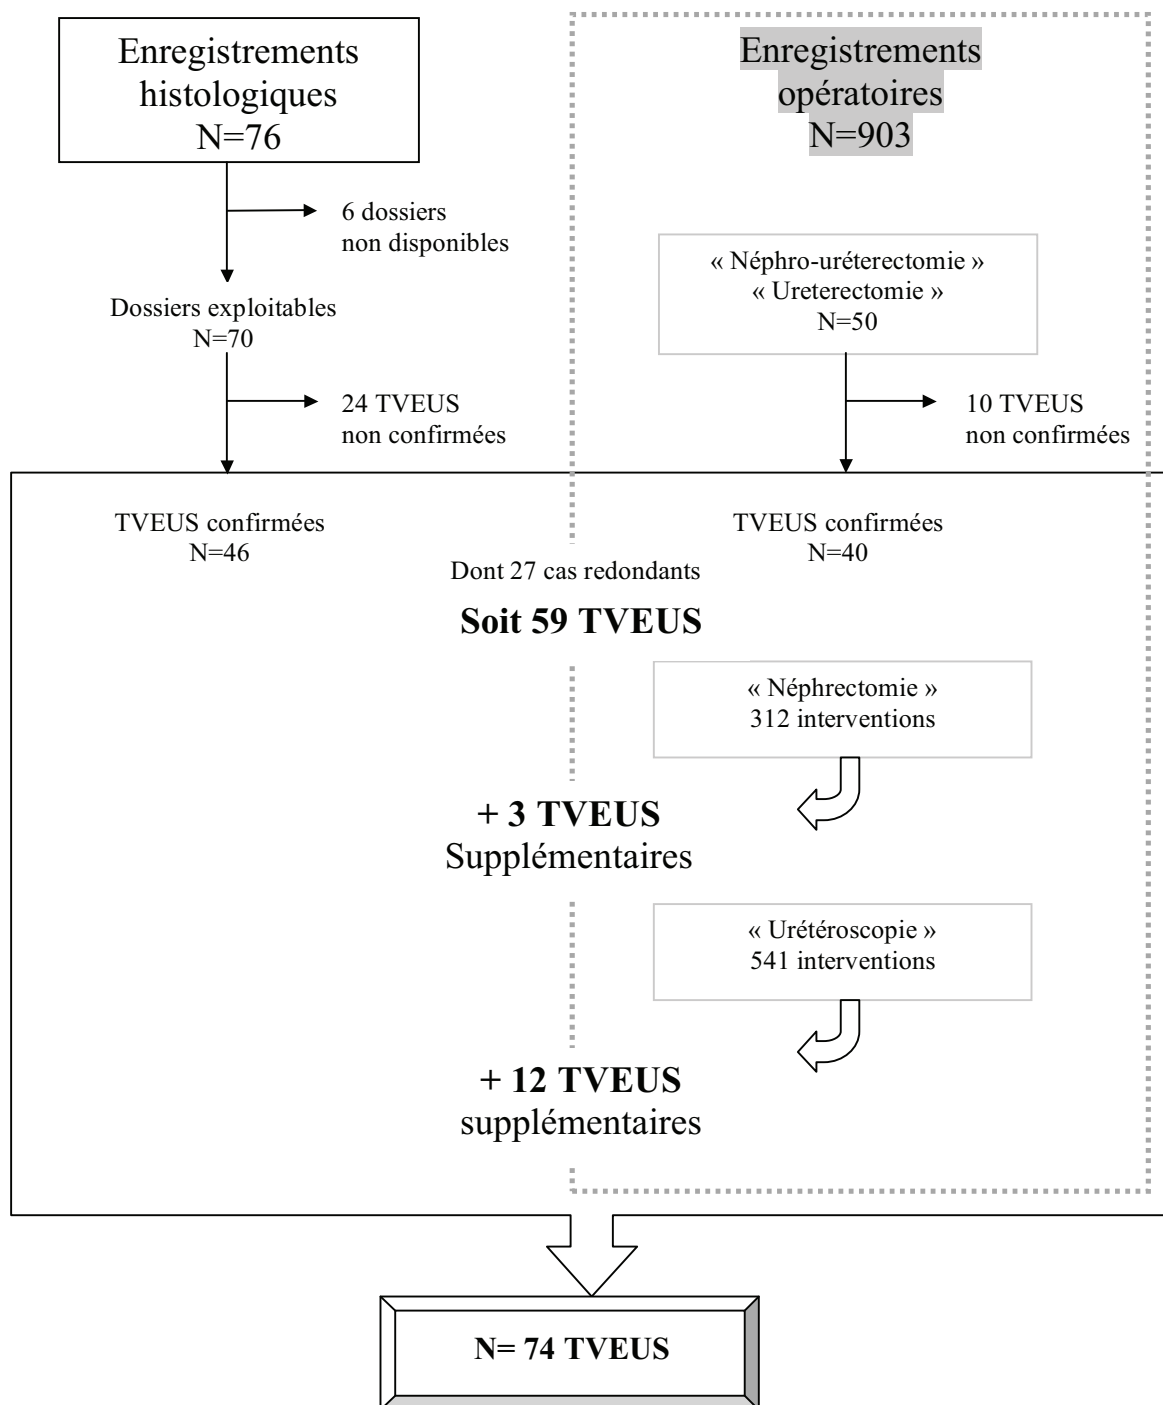 Enregistrements
histologiques
N=76
Enregistrements
opératoires
N=903
6 dossiers
non disponibles
« Néphro-uréterectomie »
« Ureterectomie »
N=50
Dossiers exploitables
N=70
24 TVEUS
non confirmées
10 TVEUS
non confirmées
TVEUS confirmées
N=46
TVEUS confirmées
N=40
Dont 27 cas redondants
Soit 59 TVEUS
« Néphrectomie »
312 interventions
+ 3 TVEUS
Supplémentaires
« Urétéroscopie »
541 interventions
+ 12 TVEUS
supplémentaires
N= 74 TVEUS